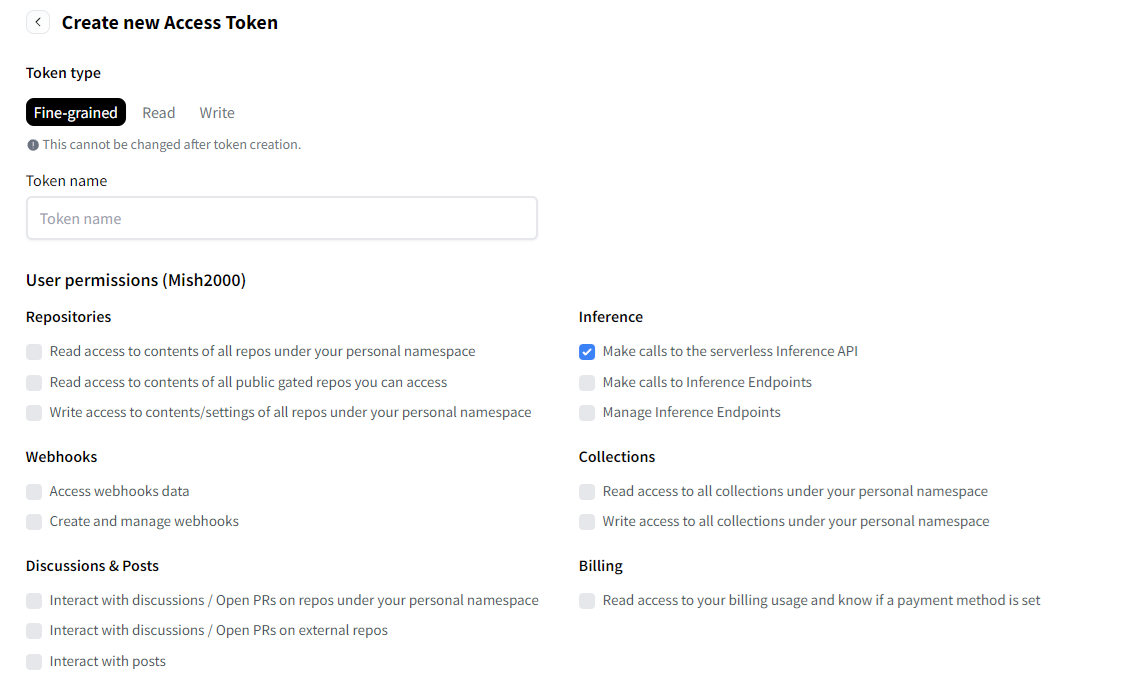 Create new Access Token
Token type
Fine-grained Read Write
This cannot be changed after token creation.
Token name
Token name
User permissions (Mish2000)
Repositories
Read access to contents of all repos under your personal namespace
Read access to contents of all public gated repos you can access
Write access to contents/settings of all repos under your personal namespace
Inference
Make calls to the serverless Inference API
Make calls to Inference Endpoints
Manage Inference Endpoints
Webhooks
Access webhooks data
Create and manage webhooks
Collections
Read access to all collections under your personal namespace
Write access to all collections under your personal namespace
Discussions & Posts
Interact with discussions / Open PRs on repos under your personal namespace
Interact with discussions / Open PRs on external repos
Interact with posts
Billing
Read access to your billing usage and know if a payment method is set